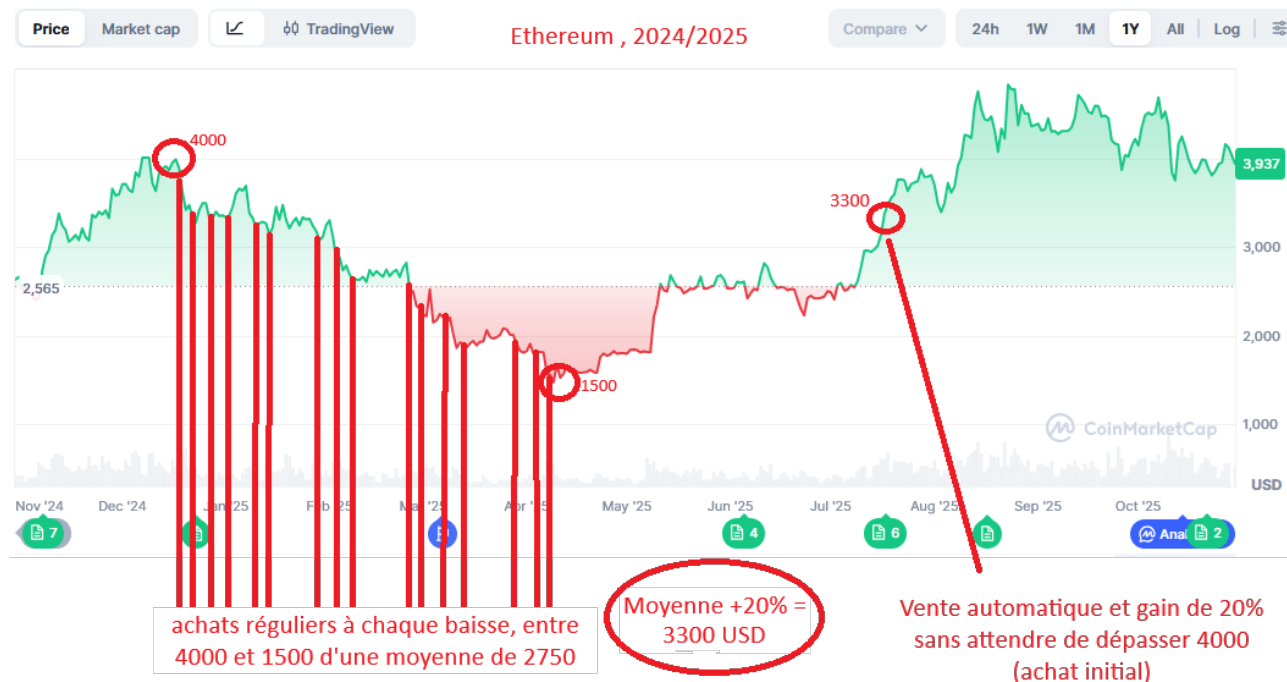 Price Market cap TradingView Ethereum , 2024/2025 Compare 24h 1W 1M 1Y All Log
4000
3,937
3300
3,000
2,565
2,000
1500
CoinMarketCap
1,000
USD
Nov '24 Dec '24 Jan '25 Feb '25 Apr '25 May '25 Jun '25 Jul '25 Aug '25 Sep '25 Oct '25
7 4 6 2
achats réguliers à chaque baisse, entre
4000 et 1500 d'une moyenne de 2750
Moyenne +20% =
3300 USD
Vente automatique et gain de 20%
sans attendre de dépasser 4000
(achat initial)